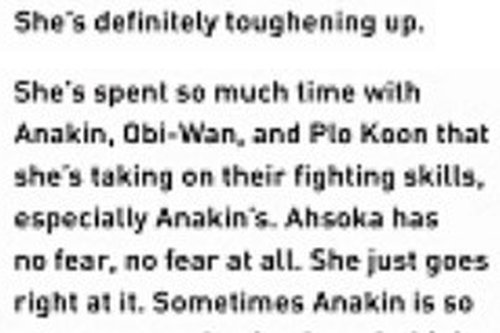 She's definitely toughening up.
She's spent so much time with
Anakin, Obi-Wan, and Plo Koon that
she's taking on their fighting skills,
especially Anakin's. Ahsoka has
no fear, no fear at all. She just goes
right at it. Sometimes Anakin is so